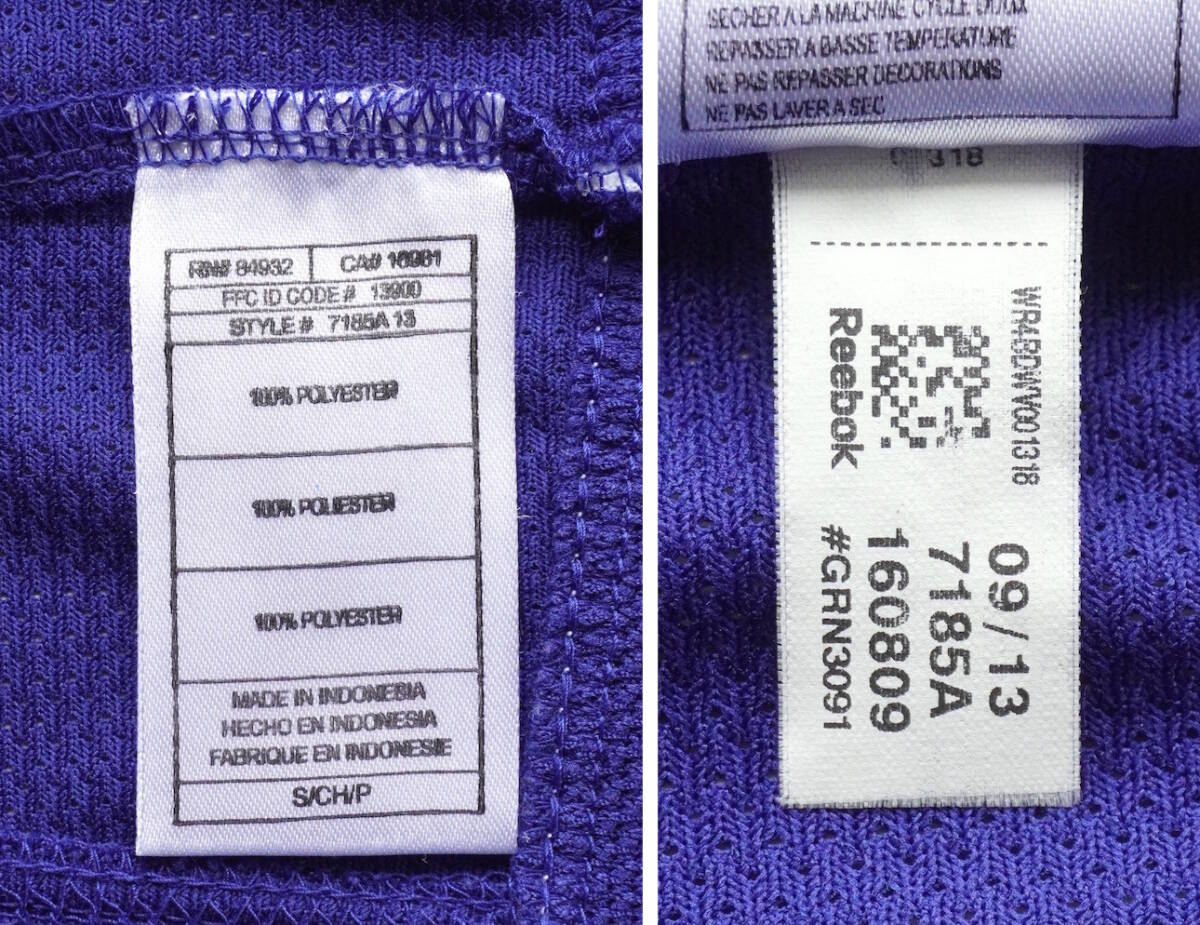 RN# 84932
CA# 16981
FFC ID CODE # 13900
STYLE # 7185A 13
100% POLYESTER
100% POLIESTER
100% POLYESTER
MADE IN INDONESIA
HECHO EN INDONESIA
FABRIQUE EN INDONESIE
S/CH/P
SECHER A LA MACHINE CYCLE DOUX
REPASSER A BASSE TEMPERATURE
NE PAS REPASSER DECORATIONS
NE PAS LAVER A SEC
318
WR4BDWV001318
Reebok
09/13
7185A
160809
#GRN3091